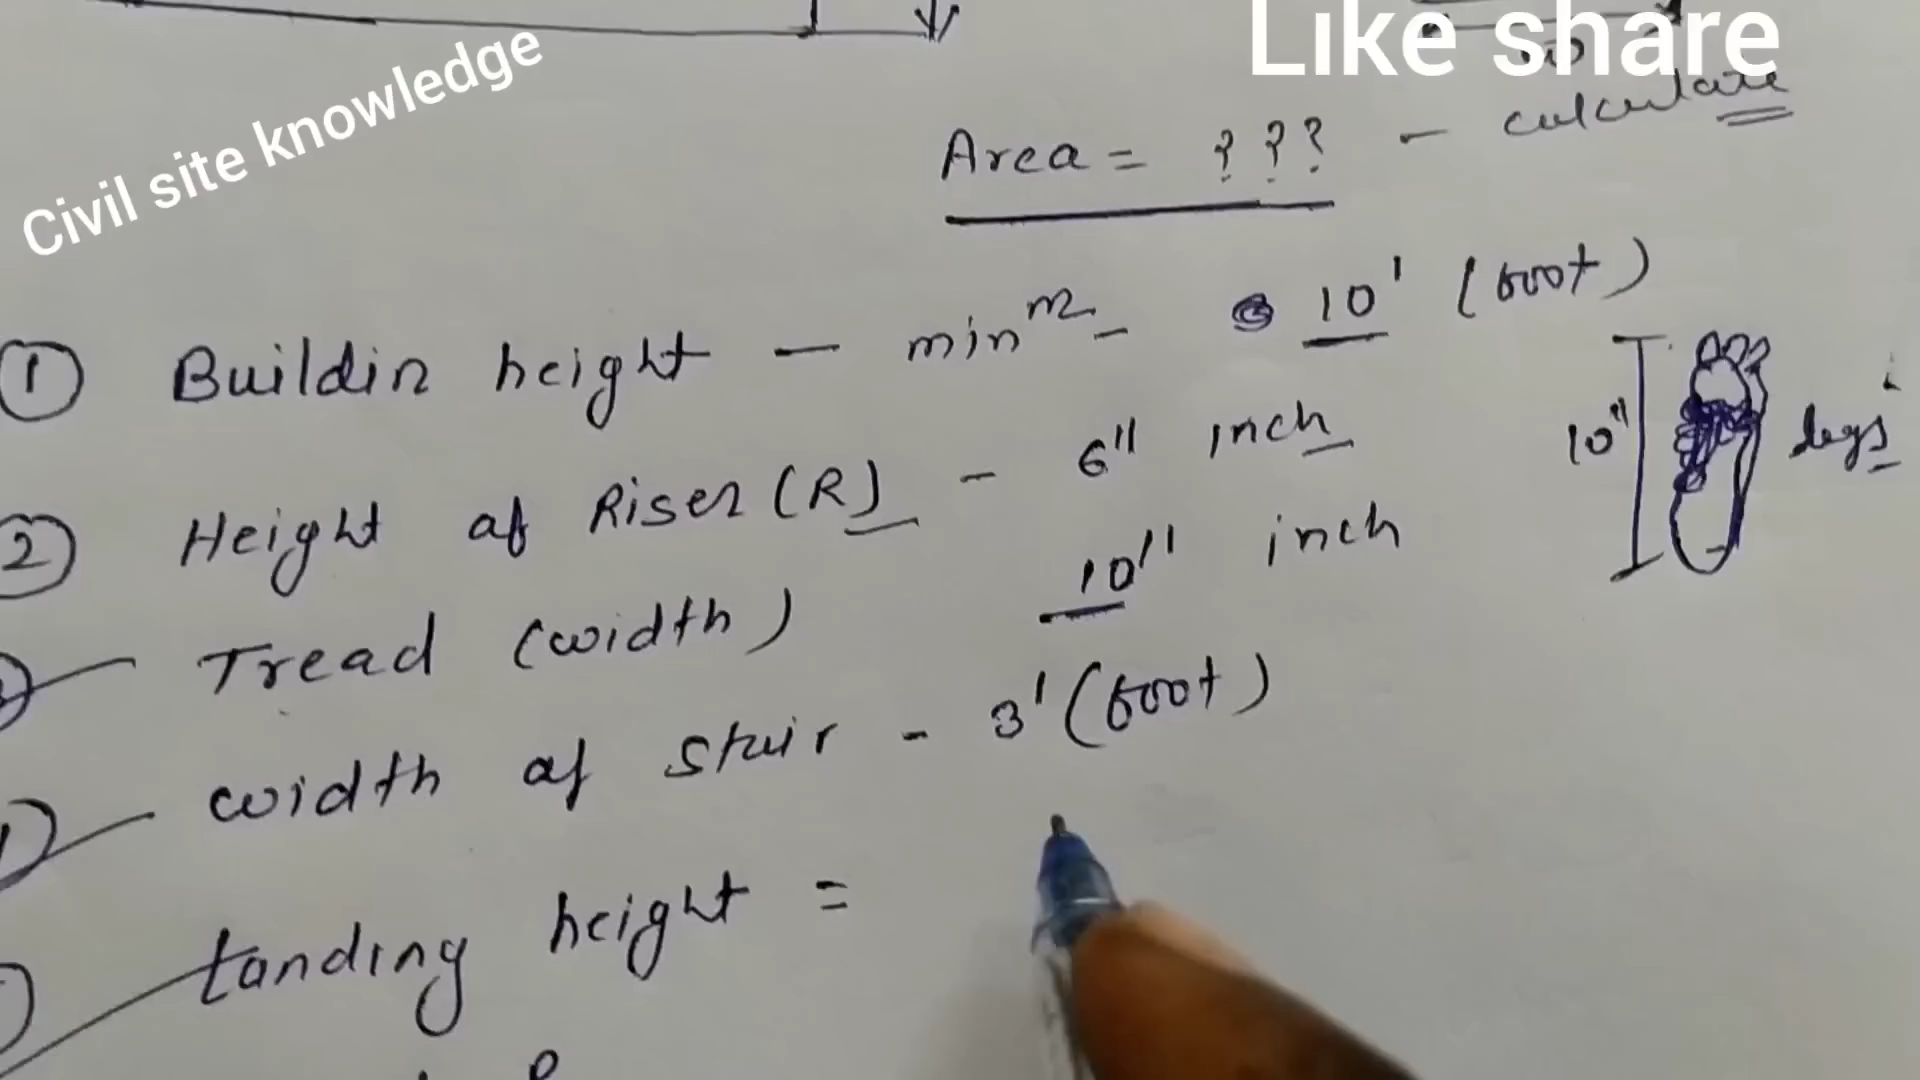 Like share
Civil site knowledge
Area = ??? - calculate
① Buildin height - minm - 10' (foot)
② Height of Riser (R) - 6" inch
10" legs
Tread (width) 10" inch
width of stair - 3' (foot)
Landing height =